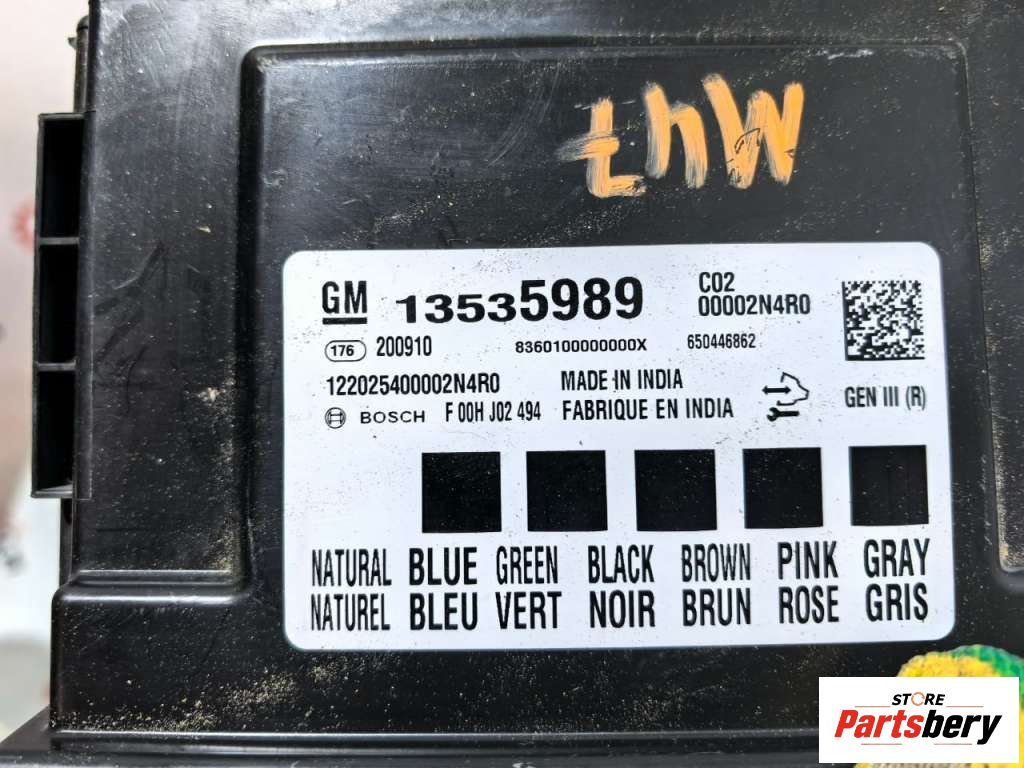 LhW
GM 13535989 C02
00002N4R0
176 200910 8360100000000X 650446862
122025400002N4R0 MADE IN INDIA
BOSCH F 00H J02 494 FABRIQUE EN INDIA GEN III (R)
NATURAL BLUE GREEN BLACK BROWN PINK GRAY
NATUREL BLEU VERT NOIR BRUN ROSE GRIS
STORE
Partsbery